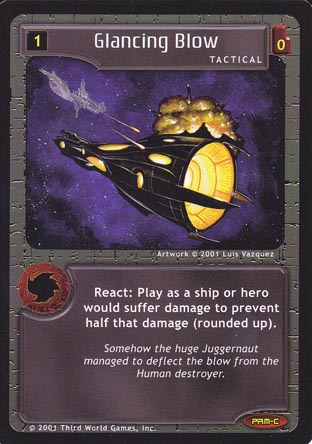 1
Glancing Blow
0
TACTICAL
Artwork © 2001 Luis Vazquez
React: Play as a ship or hero
would suffer damage to prevent
half that damage (rounded up).
Somehow the huge Juggernaut
managed to deflect the blow from
the Human destroyer.
© 2001 Third World Games, Inc.
PRM-C